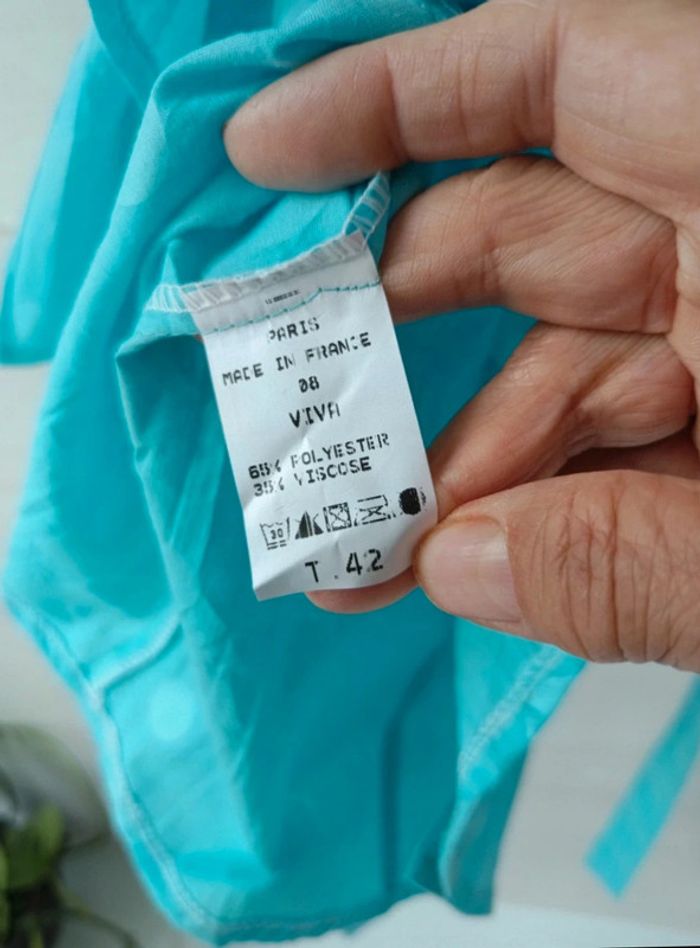 PARIS
MADE IN FRANCE
08
VIVA
65% POLYESTER
35% VISCOSE
30
T.42